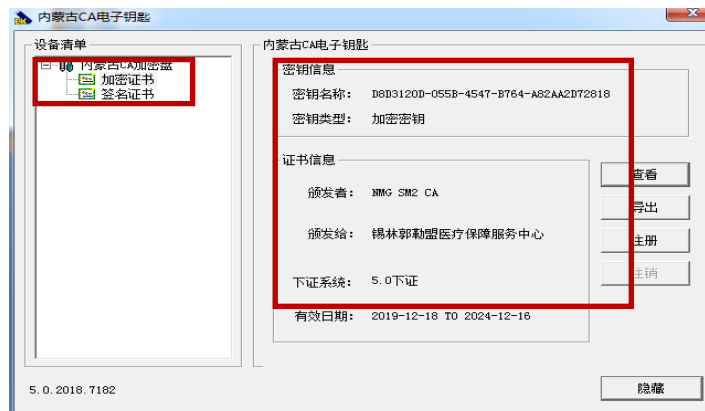 内蒙古CA电子钥匙
设备清单
内蒙古CA加密盘
加密证书
签名证书
内蒙古CA电子钥匙
密钥信息
密钥名称: D8D3120D-055B-4547-B764-A82AA2D72818
密钥类型: 加密密钥
证书信息
颁发者: NMG SM2 CA
颁发给: 锡林郭勒盟医疗保障服务中心
下证系统: 5.0下证
有效日期: 2019-12-18 TO 2024-12-16
查看
导出
注册
注销
5.0.2018.7182
隐藏